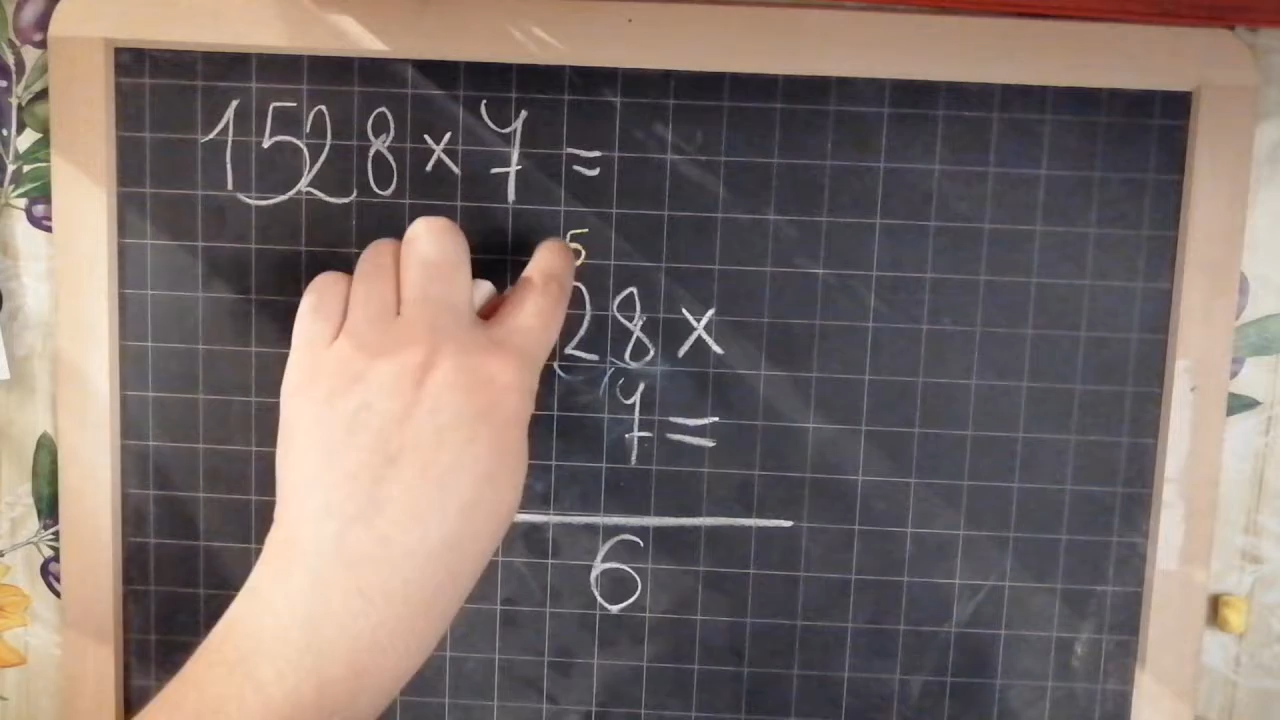 1528 × 7 =
5
28 ×
7 =
6